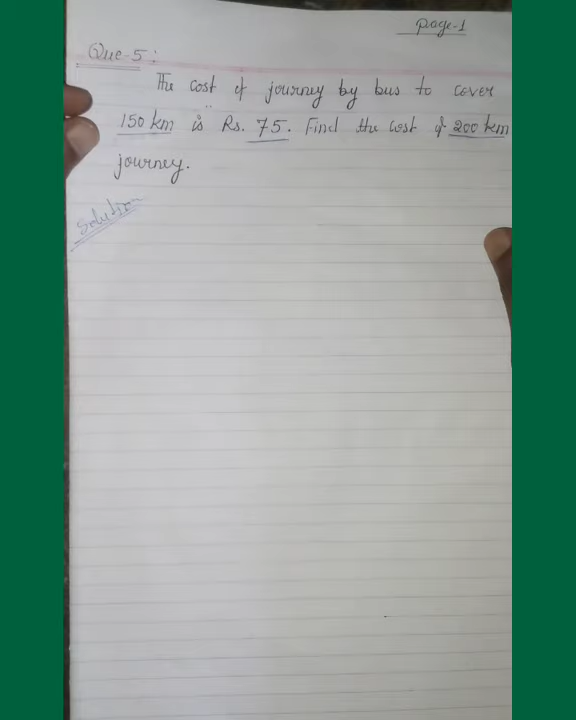 Page-1
Que-5:
The cost of journey by bus to cover
150 km is Rs. 75. Find the cost of 200 km
journey.
Solution